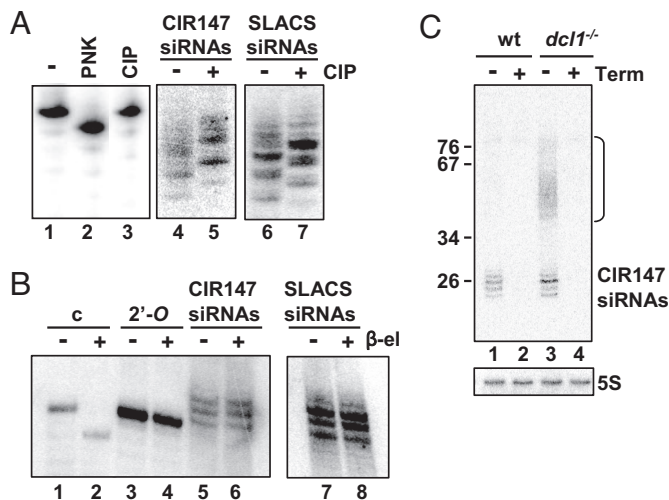 A
CIR147 SLACS
siRNAs siRNAs
- PNK CIP - + - + CIP
1 2 3 4 5 6 7
B
CIR147 SLACS
c 2'-O siRNAs siRNAs
- + - + - + - + β-el
1 2 3 4 5 6 7 8
C
wt dcl1-/-
- + - + Term
76
67
34
26
CIR147
siRNAs
1 2 3 4
5S